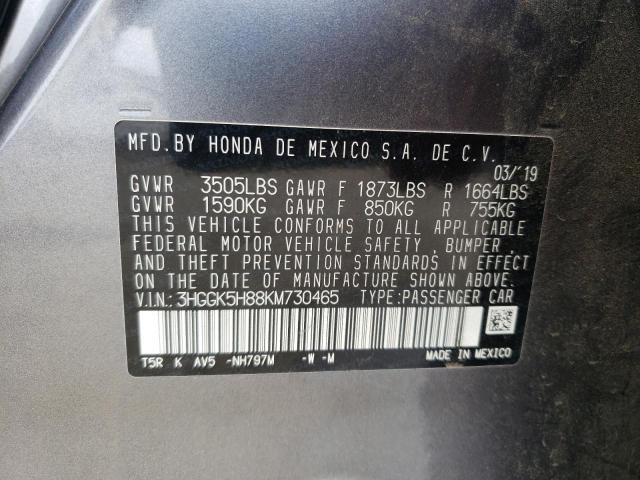 MFD.BY HONDA DE MEXICO S.A. DE C.V.
03/'19
GVWR 3505LBS GAWR F 1873LBS R 1664LBS
GVWR 1590KG GAWR F 850KG R 755KG
THIS VEHICLE CONFORMS TO ALL APPLICABLE
FEDERAL MOTOR VEHICLE SAFETY, BUMPER,
AND THEFT PREVENTION STANDARDS IN EFFECT
ON THE DATE OF MANUFACTURE SHOWN ABOVE.
V.I.N.: 3HGGK5H88KM730465 TYPE:PASSENGER CAR
T5R K AV5 -NH797M -W -M MADE IN MEXICO